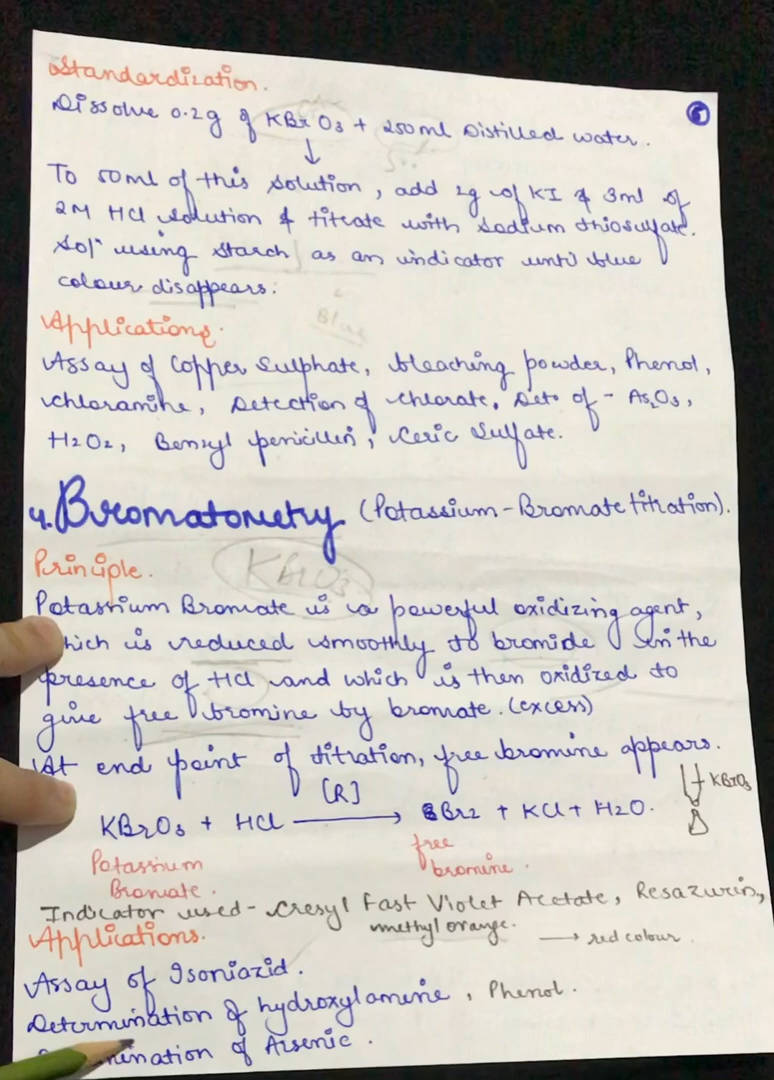 Standardization.
6
Dissolve 0.2g of KBrO3 + 250ml Distilled water.
↓
To 50ml of this solution, add 2g of KI & 3ml of
2M HCl solution & titrate with sodium thiosulfate.
Solⁿ using starch as an indicator until blue
colour disappears.
Blue
Applications.
Assay of Copper Sulphate, bleaching powder, Phenol,
chloramine, Detection of chlorate, Detⁿ of - As2O3,
H2O2, Benzyl penicillin, Ceric Sulfate.
4. Bromatometry (Potassium-Bromate titration).
KBrO3
Principle.
Potassium Bromate is a powerful oxidizing agent,
which is reduced smoothly to bromide in the
presence of HCl and which is then oxidized to
give free bromine by bromate. (excess)
At end point of titration, free bromine appears.
[R]
KBrO3
KBrO3 + HCl → Br2 + KCl + H2O.
Potassium
Bromate.
free
bromine.
Indicator used - Cresyl Fast Violet Acetate, Resazurin,
methyl orange. → red colour.
Applications.
Assay of Isoniazid.
Determination of hydroxylamine, Phenol.
mination of Arsenic.